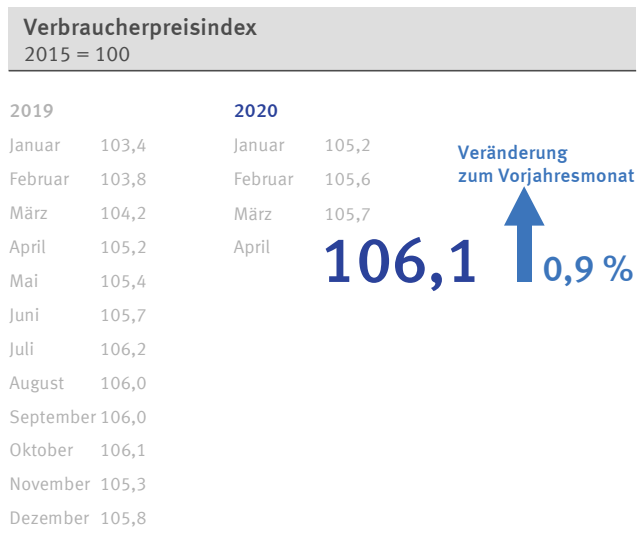 Verbraucherpreisindex
2015 = 100
2019
Januar 103,4
Februar 103,8
März 104,2
April 105,2
Mai 105,4
Juni 105,7
Juli 106,2
August 106,0
September 106,0
Oktober 106,1
November 105,3
Dezember 105,8
2020
Januar 105,2
Februar 105,6
März 105,7
April 106,1
Veränderung
zum Vorjahresmonat
0,9 %